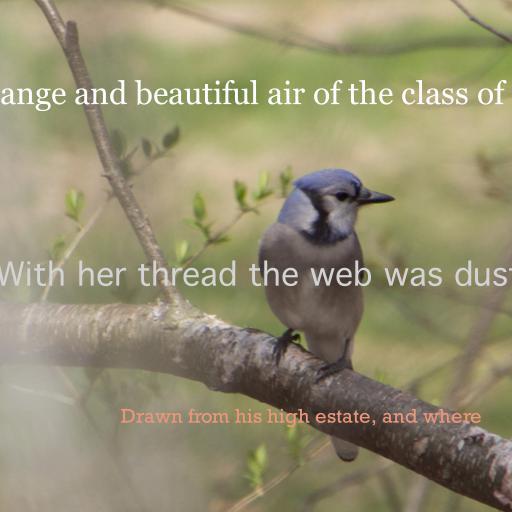 ange and beautiful air of the class of
With her thread the web was dust
Drawn from his high estate, and where